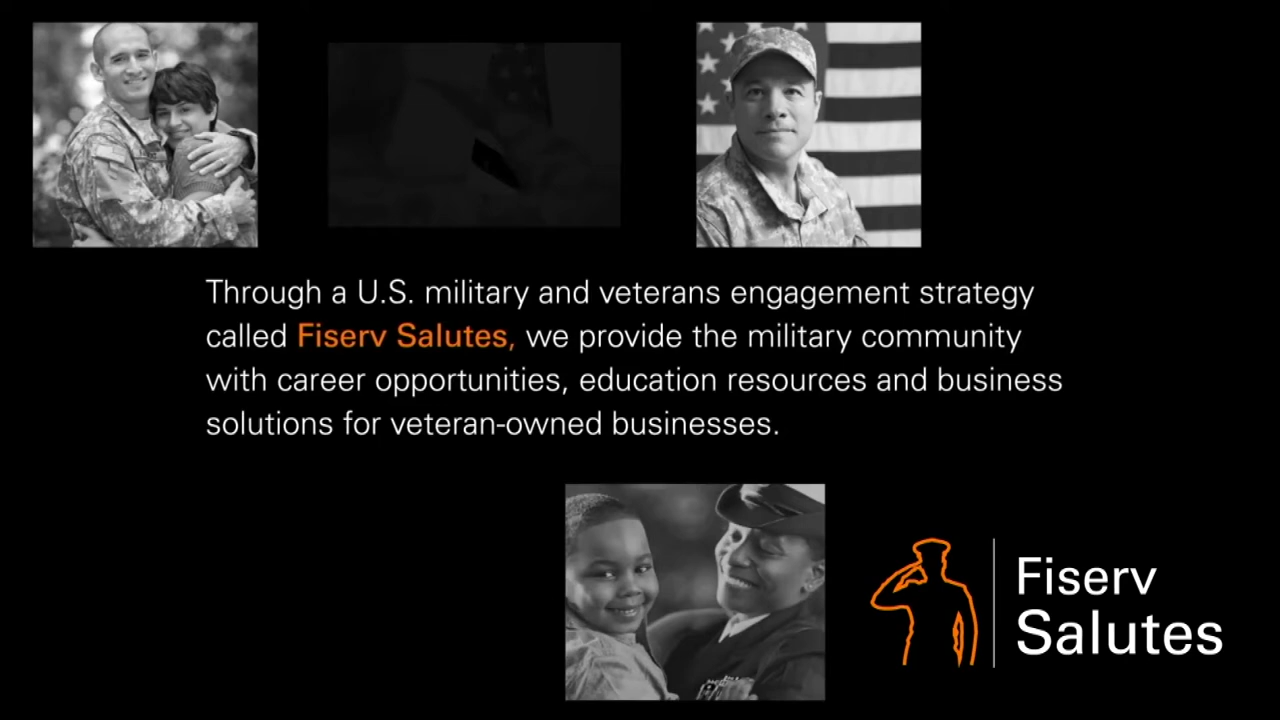 Through a U.S. military and veterans engagement strategy
called Fiserv Salutes, we provide the military community
with career opportunities, education resources and business
solutions for veteran-owned businesses.
Fiserv
Salutes